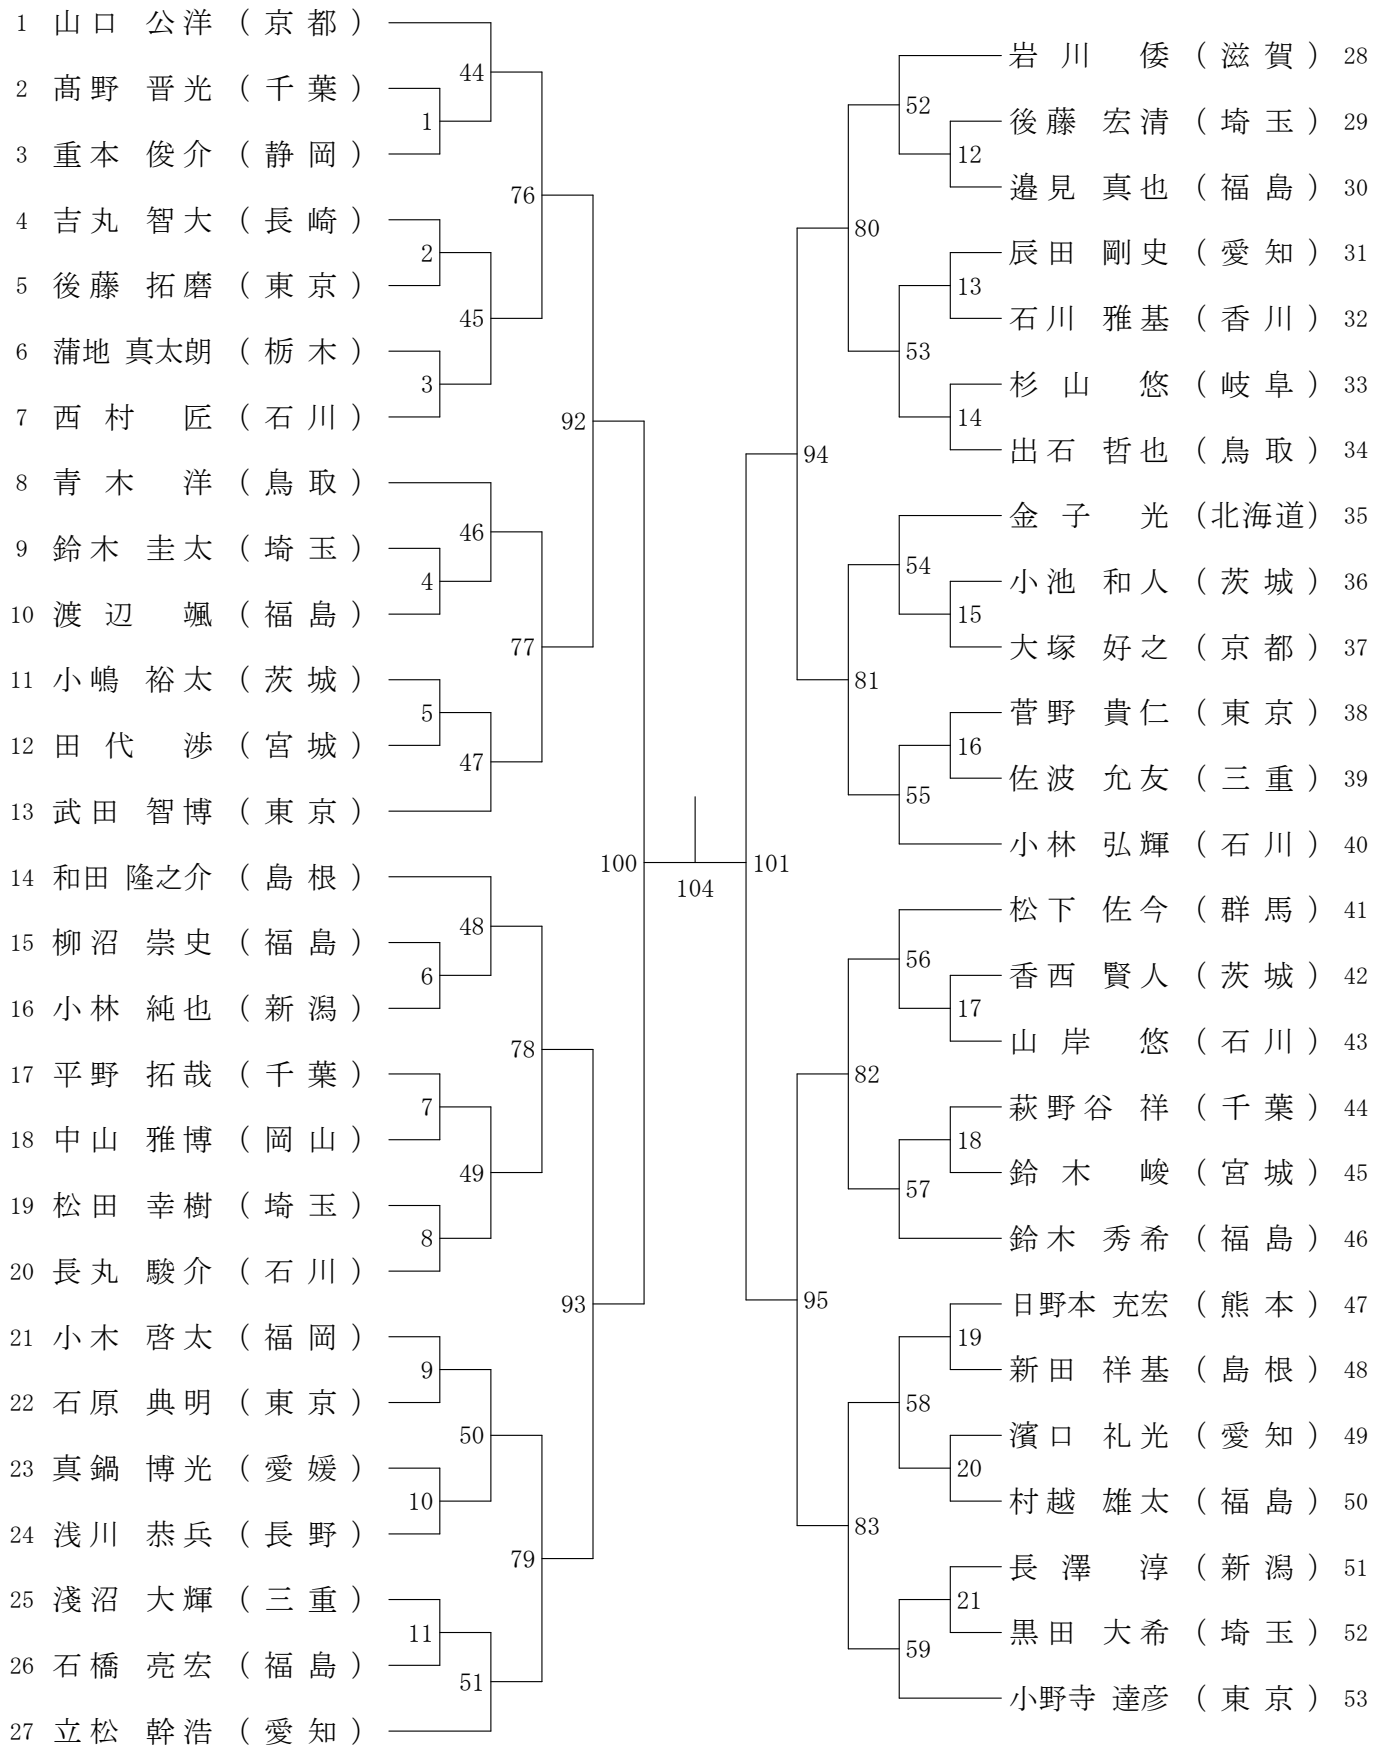 1 山口 公洋 (京都)
2 髙野 晋光 (千葉)
3 重本 俊介 (静岡)
4 吉丸 智大 (長崎)
5 後藤 拓磨 (東京)
6 蒲地 真太朗 (栃木)
7 西村 匠 (石川)
8 青木 洋 (鳥取)
9 鈴木 圭太 (埼玉)
10 渡辺 颯 (福島)
11 小嶋 裕太 (茨城)
12 田代 渉 (宮城)
13 武田 智博 (東京)
14 和田 隆之介 (島根)
15 柳沼 崇史 (福島)
16 小林 純也 (新潟)
17 平野 拓哉 (千葉)
18 中山 雅博 (岡山)
19 松田 幸樹 (埼玉)
20 長丸 駿介 (石川)
21 小木 啓太 (福岡)
22 石原 典明 (東京)
23 真鍋 博光 (愛媛)
24 浅川 恭兵 (長野)
25 淺沼 大輝 (三重)
26 石橋 亮宏 (福島)
27 立松 幹浩 (愛知)
1
2
3
4
5
6
7
8
9
10
11
44
45
46
47
48
49
50
51
76
77
78
79
92
93
100
104
101
94
95
80
81
82
83
52
53
54
55
56
57
58
59
12
13
14
15
16
17
18
19
20
21
岩川 倭 (滋賀) 28
後藤 宏清 (埼玉) 29
邉見 真也 (福島) 30
辰田 剛史 (愛知) 31
石川 雅基 (香川) 32
杉山 悠 (岐阜) 33
出石 哲也 (鳥取) 34
金子 光 (北海道) 35
小池 和人 (茨城) 36
大塚 好之 (京都) 37
菅野 貴仁 (東京) 38
佐波 允友 (三重) 39
小林 弘輝 (石川) 40
松下 佐今 (群馬) 41
香西 賢人 (茨城) 42
山岸 悠 (石川) 43
萩野谷 祥 (千葉) 44
鈴木 峻 (宮城) 45
鈴木 秀希 (福島) 46
日野本 充宏 (熊本) 47
新田 祥基 (島根) 48
濱口 礼光 (愛知) 49
村越 雄太 (福島) 50
長澤 淳 (新潟) 51
黒田 大希 (埼玉) 52
小野寺 達彦 (東京) 53